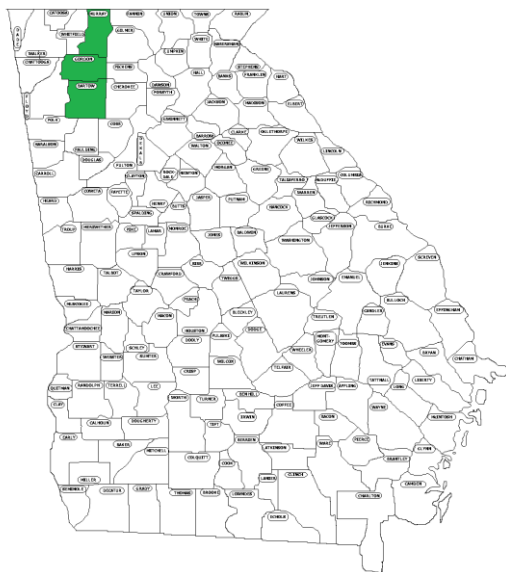 CATOOSA
MURRAY
FANNIN
UNION
TOWNS
RABUN
DADE
WHITFIELD
GILMER
WHITE
HABERSHAM
WALKER
LUMPKIN
CHATTOOGA
GORDON
PICKENS
STEPHENS
HALL
BANKS
FRANKLIN
HART
FLOYD
BARTOW
CHEROKEE
DAWSON
FORSYTH
JACKSON
MADISON
ELBERT
POLK
COBB
GWINNETT
BARROW
CLARKE
OGLETHORPE
HARALSON
PAULDING
DEKALB
WALTON
OCONEE
WILKES
LINCOLN
DOUGLAS
CARROLL
FULTON
CLAYTON
ROCK
DALE
NEWTON
MORGAN
GREENE
TALIAFERRO
MCDUFFIE
COLUMBIA
COWETA
FAYETTE
HENRY
JASPER
PUTNAM
WARREN
RICHMOND
HEARD
SPALDING
BUTTS
HANCOCK
GLASCOCK
JEFFERSON
BURKE
TROUP
MERIWETHER
PIKE
LAMAR
MONROE
JONES
BALDWIN
WASHINGTON
UPSON
BIBB
WILKINSON
JENKINS
SCREVEN
HARRIS
TALBOT
CRAWFORD
TWIGGS
JOHNSON
EMANUEL
TAYLOR
PEACH
LAURENS
BULLOCH
MUSCOGEE
MARION
MACON
BLECKLEY
TREUTLEN
CANDLER
EFFINGHAM
CHATTAHOOCHEE
HOUSTON
PULASKI
DODGE
MONT-
GOMERY
TOOMBS
EVANS
STEWART
SCHLEY
DOOLY
WHEELER
BRYAN
CHATHAM
WEBSTER
SUMTER
WILCOX
TELFAIR
TATTNALL
LIBERTY
QUITMAN
RANDOLPH
TERRELL
LEE
CRISP
JEFF DAVIS
APPLING
LONG
CLAY
WORTH
TURNER
BEN HILL
COFFEE
WAYNE
MCINTOSH
CALHOUN
DOUGHERTY
TIFT
IRWIN
BACON
EARLY
BAKER
BERRIEN
ATKINSON
WARE
PIERCE
GLYNN
MITCHELL
COLQUITT
COOK
BRANTLEY
MILLER
LANIER
CLINCH
CAMDEN
SEMINOLE
DECATUR
GRADY
THOMAS
BROOKS
LOWNDES
CHARLTON
ECHOLS